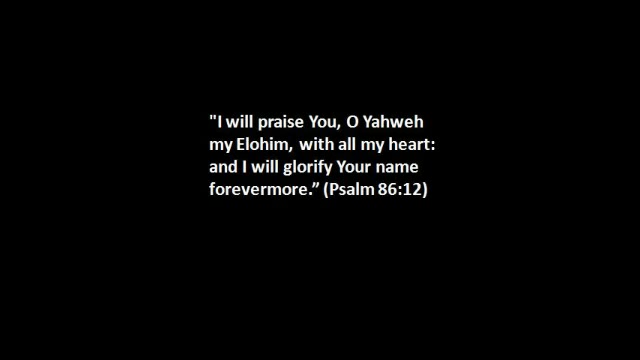 "I will praise You, O Yahweh
my Elohim, with all my heart:
and I will glorify Your name
forevermore.” (Psalm 86:12)